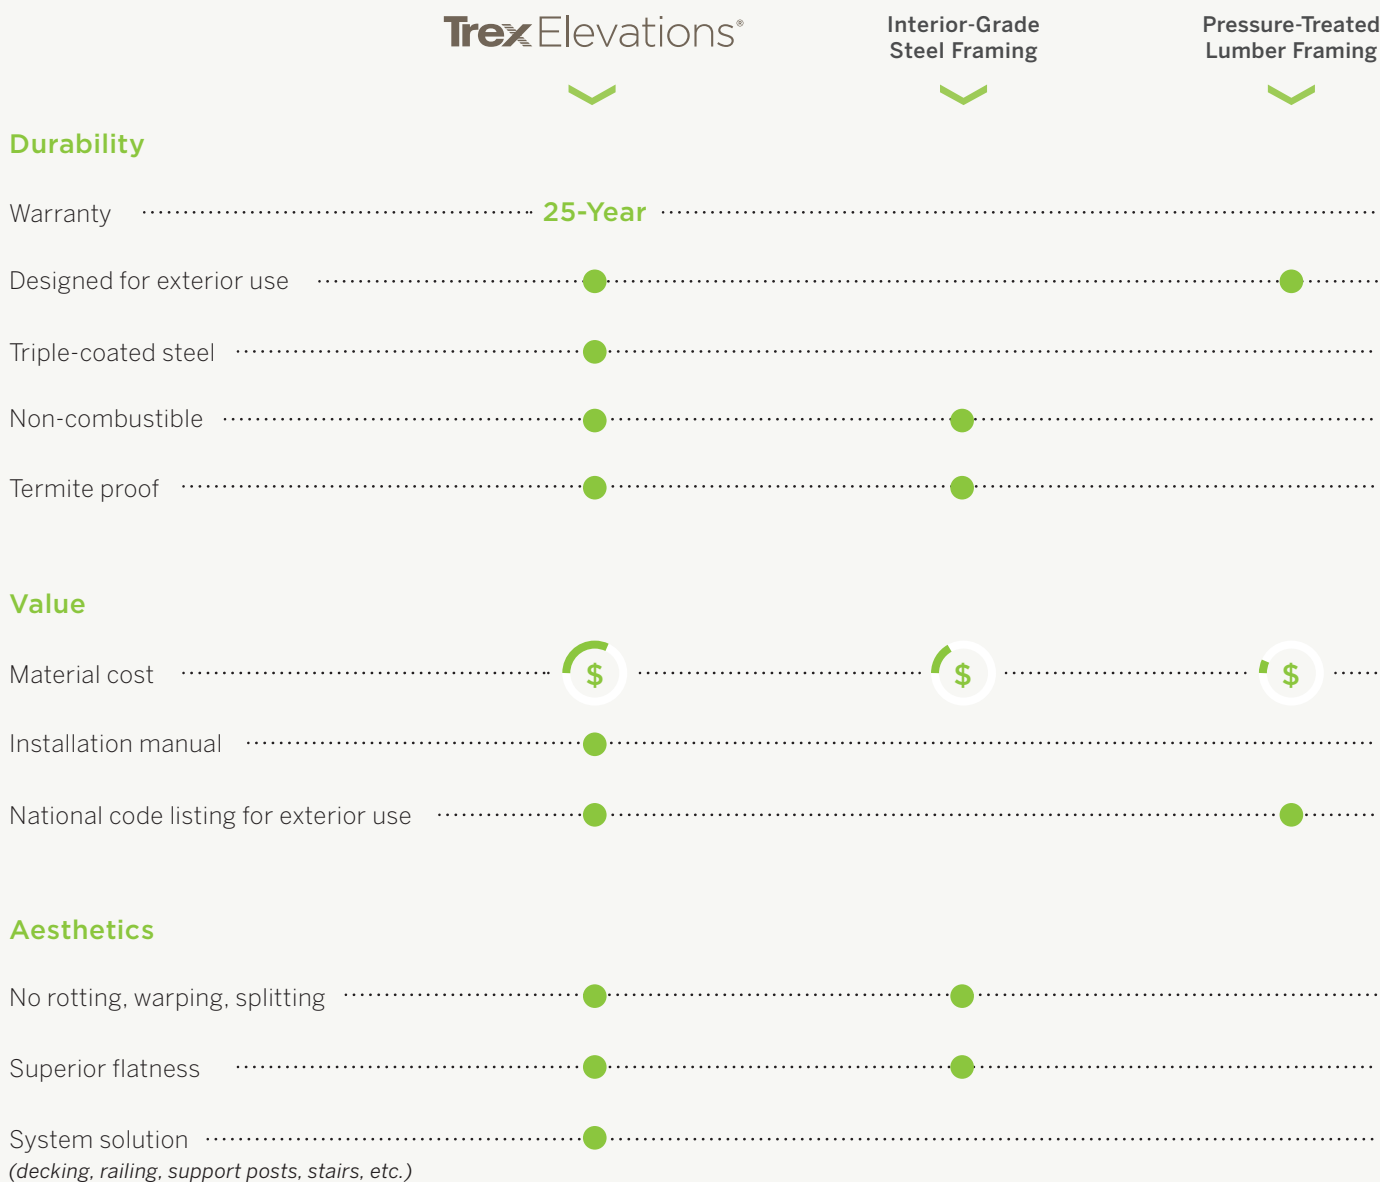 Trex Elevations®
Interior-Grade
Steel Framing
Pressure-Treated
Lumber Framing
Durability
Warranty 25-Year
Designed for exterior use
Triple-coated steel
Non-combustible
Termite proof
Value
Material cost $ $ $
Installation manual
National code listing for exterior use
Aesthetics
No rotting, warping, splitting
Superior flatness
System solution
(decking, railing, support posts, stairs, etc.)